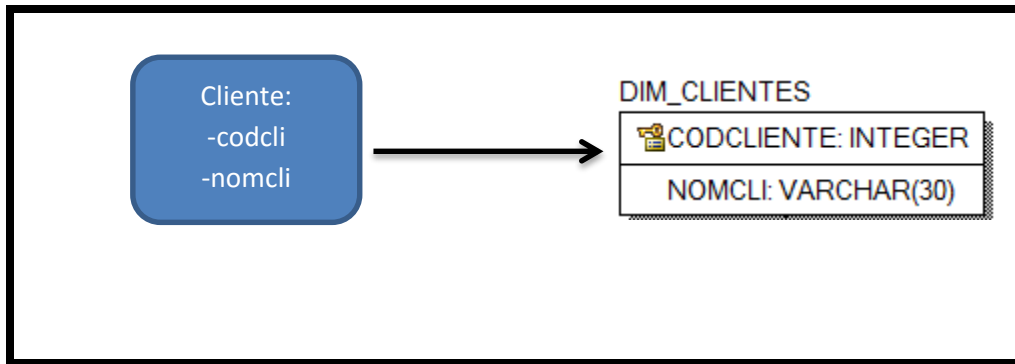 Cliente:
-codcli
-nomcli
DIM_CLIENTES
CODCLIENTE: INTEGER
NOMCLI: VARCHAR(30)